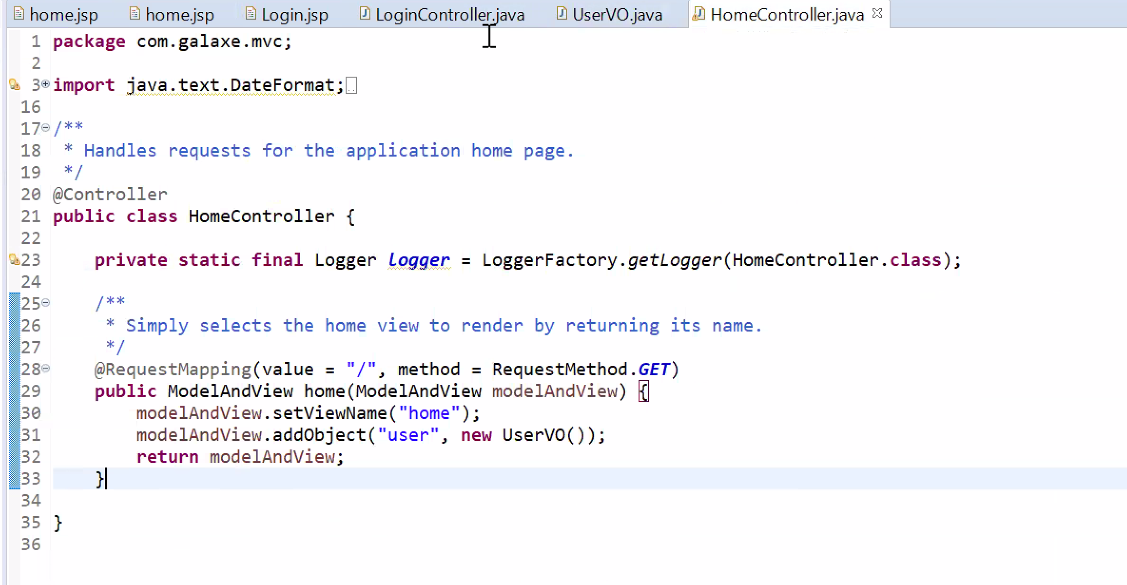 home.jsp home.jsp Login.jsp LoginController.java UserVO.java HomeController.java
1 package com.galaxe.mvc;
2
3 import java.text.DateFormat;
16
17 /**
18 * Handles requests for the application home page.
19 */
20 @Controller
21 public class HomeController {
22
23 private static final Logger logger = LoggerFactory.getLogger(HomeController.class);
24
25 /**
26 * Simply selects the home view to render by returning its name.
27 */
28 @RequestMapping(value = "/", method = RequestMethod.GET)
29 public ModelAndView home(ModelAndView modelAndView) {
30 modelAndView.setViewName("home");
31 modelAndView.addObject("user", new UserVO());
32 return modelAndView;
33 }
34
35 }
36